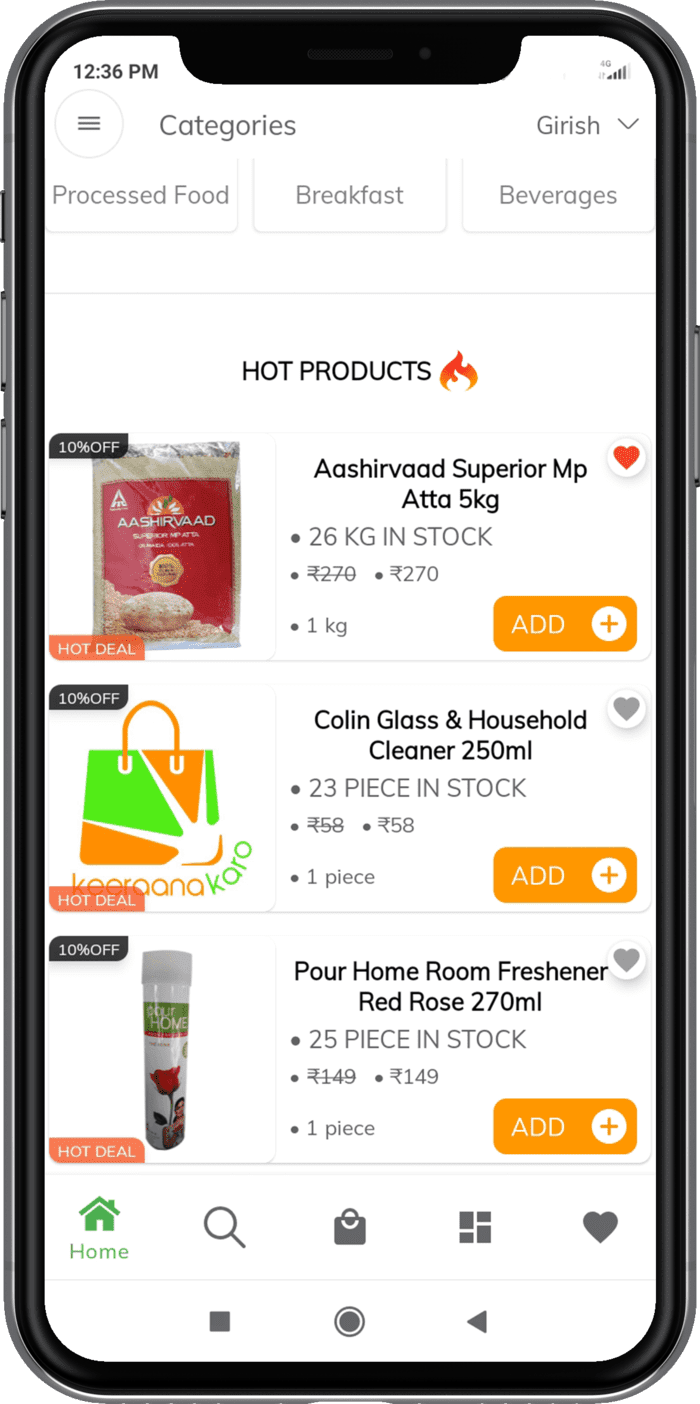 12:36 PM
4G
Categories
Girish
Processed Food
Breakfast
Beverages
HOT PRODUCTS
10%OFF
AASHIRVAAD
SUPERIOR MP ATTA
HOT DEAL
Aashirvaad Superior Mp
Atta 5kg
• 26 KG IN STOCK
• ₹270 • ₹270
• 1 kg
ADD
10%OFF
keeraanakaro
HOT DEAL
Colin Glass & Household
Cleaner 250ml
• 23 PIECE IN STOCK
• ₹58 • ₹58
• 1 piece
ADD
10%OFF
pour
HOME
HOT DEAL
Pour Home Room Freshener
Red Rose 270ml
• 25 PIECE IN STOCK
• ₹149 • ₹149
• 1 piece
ADD
Home